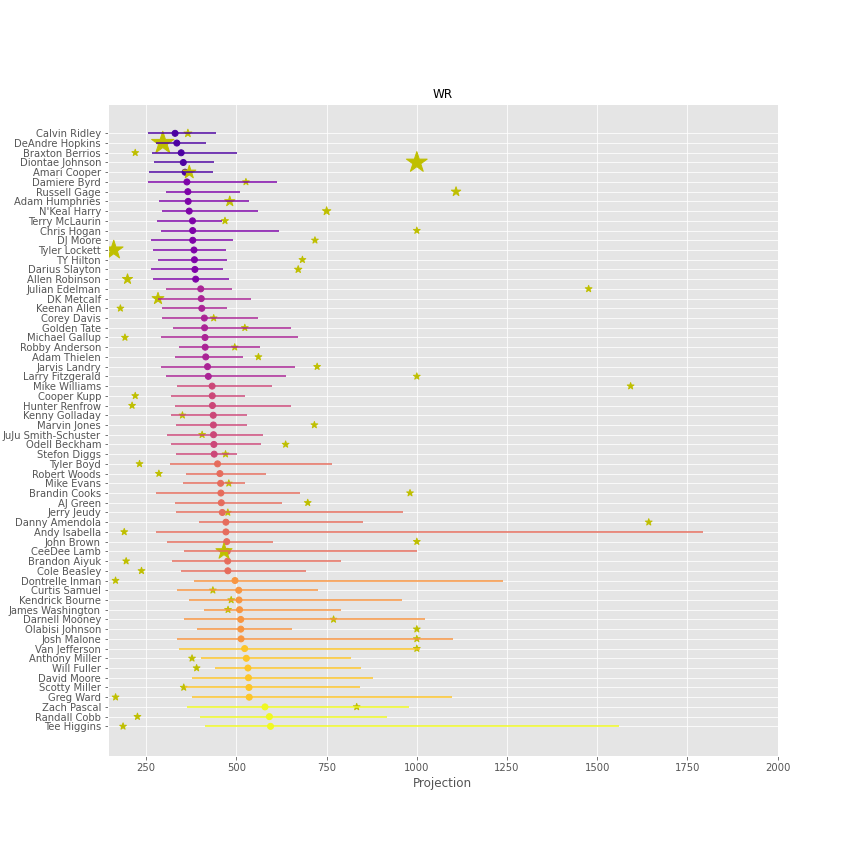 WR
Calvin Ridley
DeAndre Hopkins
Braxton Berrios
Diontae Johnson
Amari Cooper
Damiere Byrd
Russell Gage
Adam Humphries
N'Keal Harry
Terry McLaurin
Chris Hogan
DJ Moore
Tyler Lockett
TY Hilton
Darius Slayton
Allen Robinson
Julian Edelman
DK Metcalf
Keenan Allen
Corey Davis
Golden Tate
Michael Gallup
Robby Anderson
Adam Thielen
Jarvis Landry
Larry Fitzgerald
Mike Williams
Cooper Kupp
Hunter Renfrow
Kenny Golladay
Marvin Jones
JuJu Smith-Schuster
Odell Beckham
Stefon Diggs
Tyler Boyd
Robert Woods
Mike Evans
Brandin Cooks
AJ Green
Jerry Jeudy
Danny Amendola
Andy Isabella
John Brown
CeeDee Lamb
Brandon Aiyuk
Cole Beasley
Dontrelle Inman
Curtis Samuel
Kendrick Bourne
James Washington
Darnell Mooney
Olabisi Johnson
Josh Malone
Van Jefferson
Anthony Miller
Will Fuller
David Moore
Scotty Miller
Greg Ward
Zach Pascal
Randall Cobb
Tee Higgins
250 500 750 1000 1250 1500 1750 2000
Projection